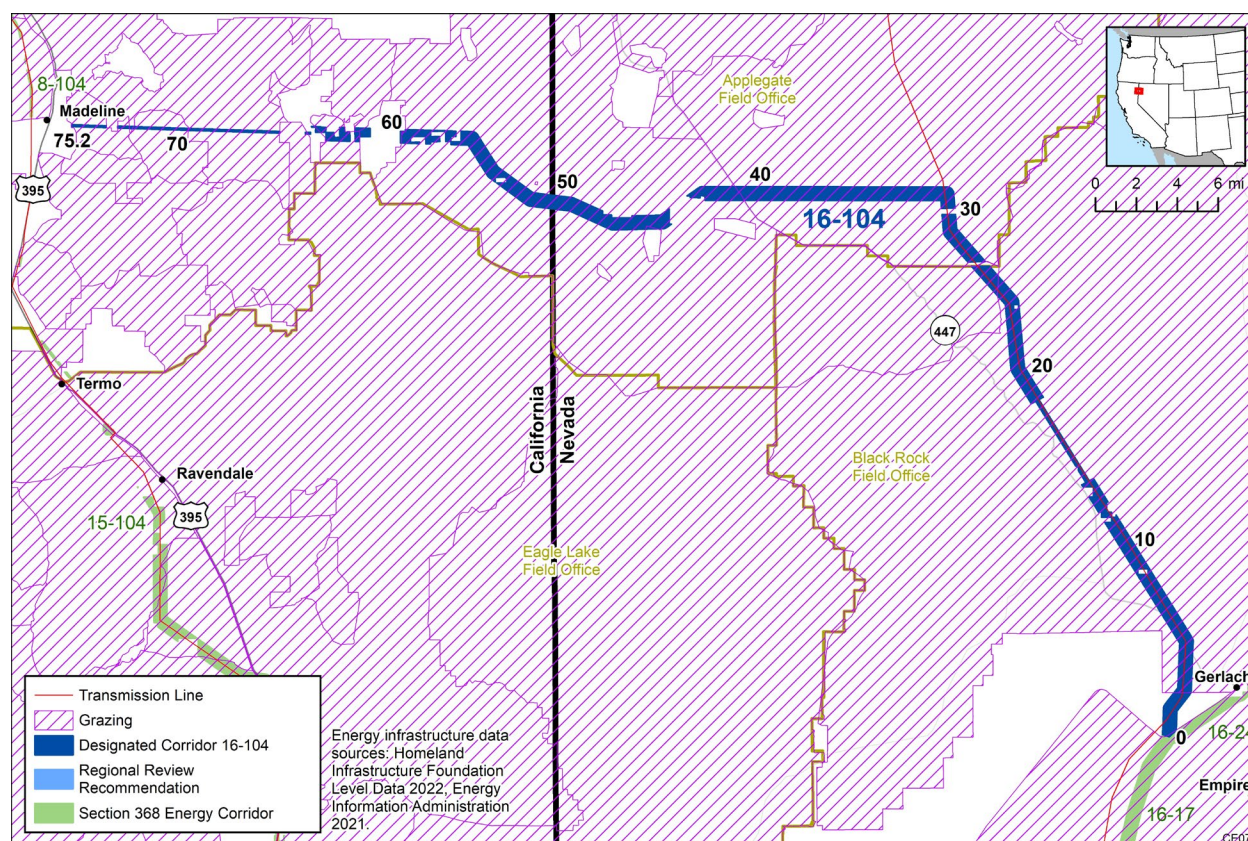 8-104
Madeline
75.2
70
60
50
40
30
20
10
0
395
Applegate
Field Office
16-104
447
0 2 4 6 mi
Termo
Ravendale
395
15-104
California
Nevada
Black Rock
Field Office
Eagle Lake
Field Office
Gerlach
16-24
Empire
16-17
Transmission Line
Grazing
Designated Corridor 16-104
Regional Review
Recommendation
Section 368 Energy Corridor
Energy infrastructure data
sources: Homeland
Infrastructure Foundation
Level Data 2022, Energy
Information Administration
2021.